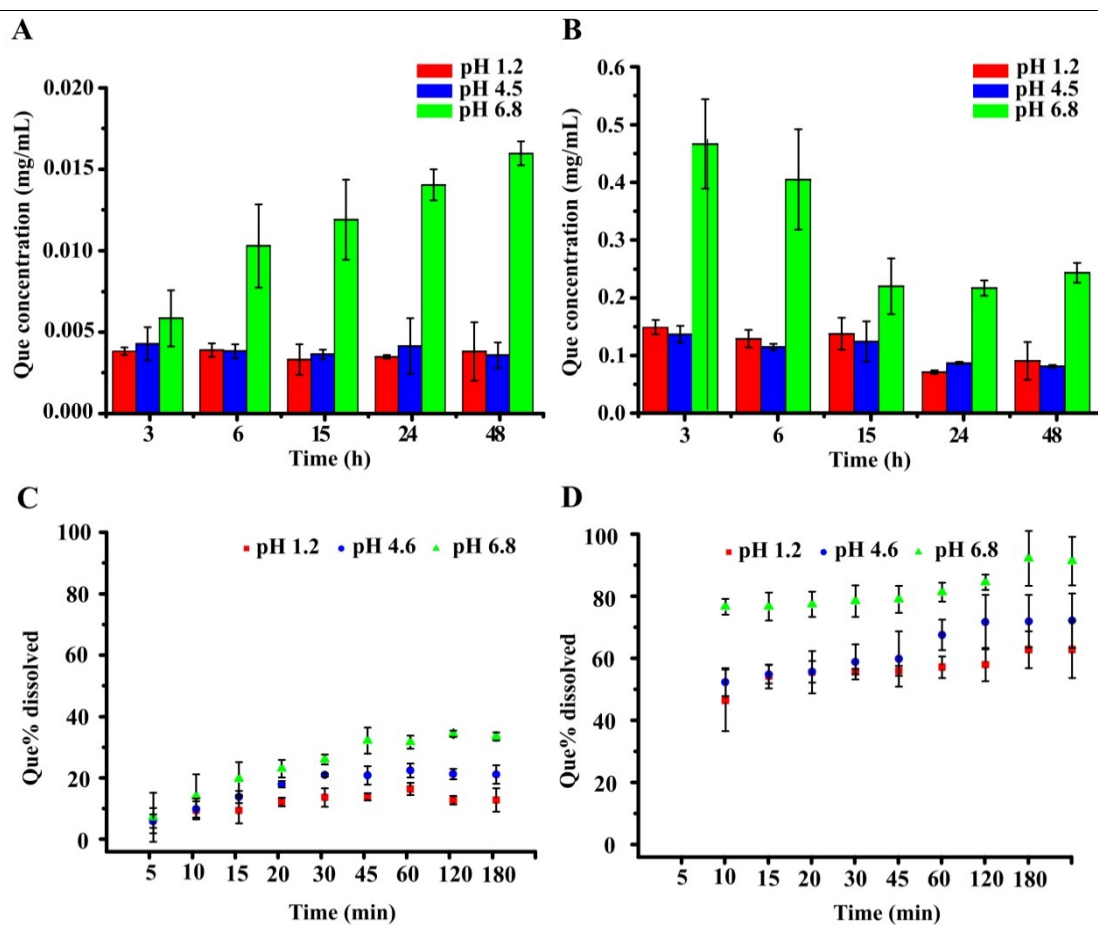 A
pH 1.2
pH 4.5
pH 6.8
Que concentration (mg/mL)
0.020
0.015
0.010
0.005
0.000
3 6 15 24 48
Time (h)
B
pH 1.2
pH 4.5
pH 6.8
Que concentration (mg/mL)
0.6
0.5
0.4
0.3
0.2
0.1
0.0
3 6 15 24 48
Time (h)
C
pH 1.2 pH 4.6 pH 6.8
Que% dissolved
100
80
60
40
20
0
5 10 15 20 30 45 60 120 180
Time (min)
D
pH 1.2 pH 4.6 pH 6.8
Que% dissolved
100
80
60
40
20
0
5 10 15 20 30 45 60 120 180
Time (min)